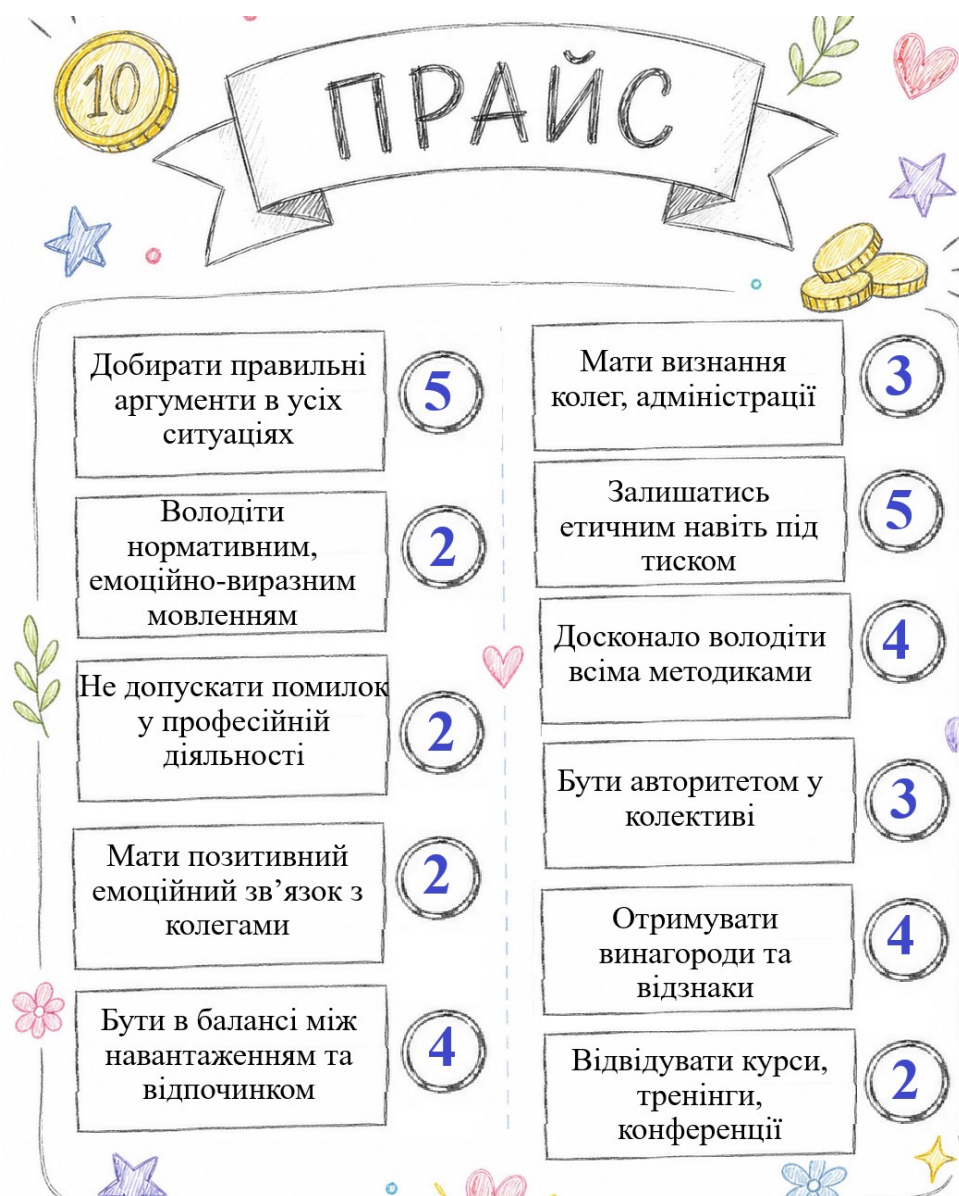 10
ПРАЙС
Добирати правильні
аргументи в усіх
ситуаціях
5
Володіти
нормативним,
емоційно-виразним
мовленням
2
Не допускати помилок
у професійній
діяльності
2
Мати позитивний
емоційний зв’язок з
колегами
2
Бути в балансі між
навантаженням та
відпочинком
4
Мати визнання
колег, адміністрації
3
Залишатись
етичним навіть під
тиском
5
Досконало володіти
всіма методиками
4
Бути авторитетом у
колективі
3
Отримувати
винагороди та
відзнаки
4
Відвідувати курси,
тренінги,
конференції
2